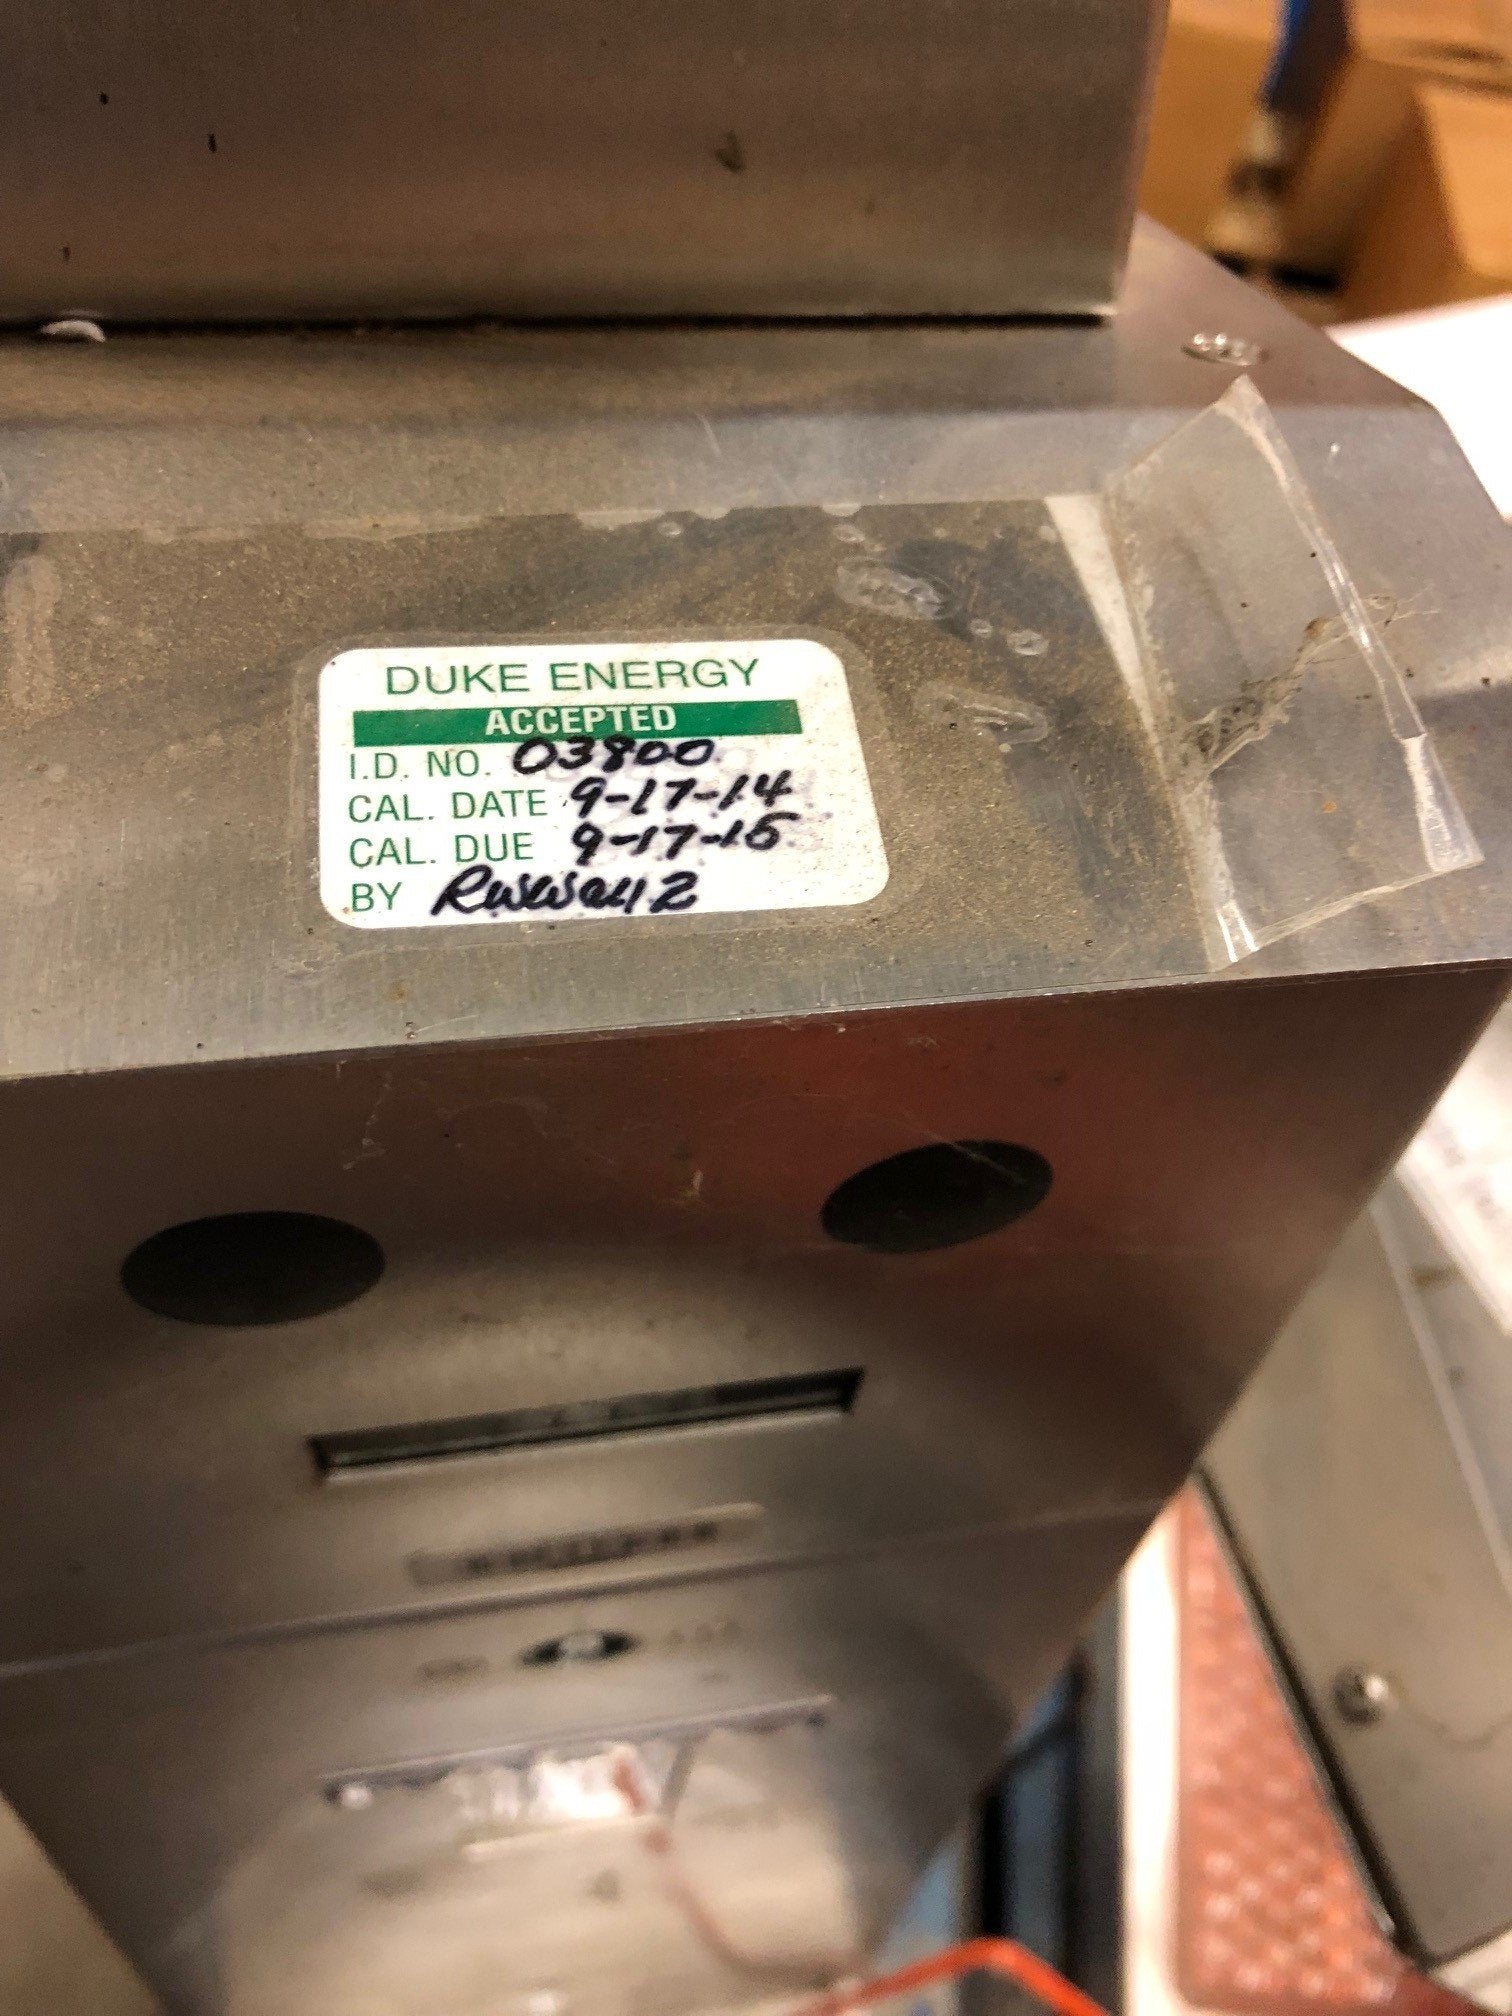 DUKE ENERGY
ACCEPTED
I.D. NO. 03800
CAL. DATE 9-17-14
CAL. DUE 9-17-15
BY